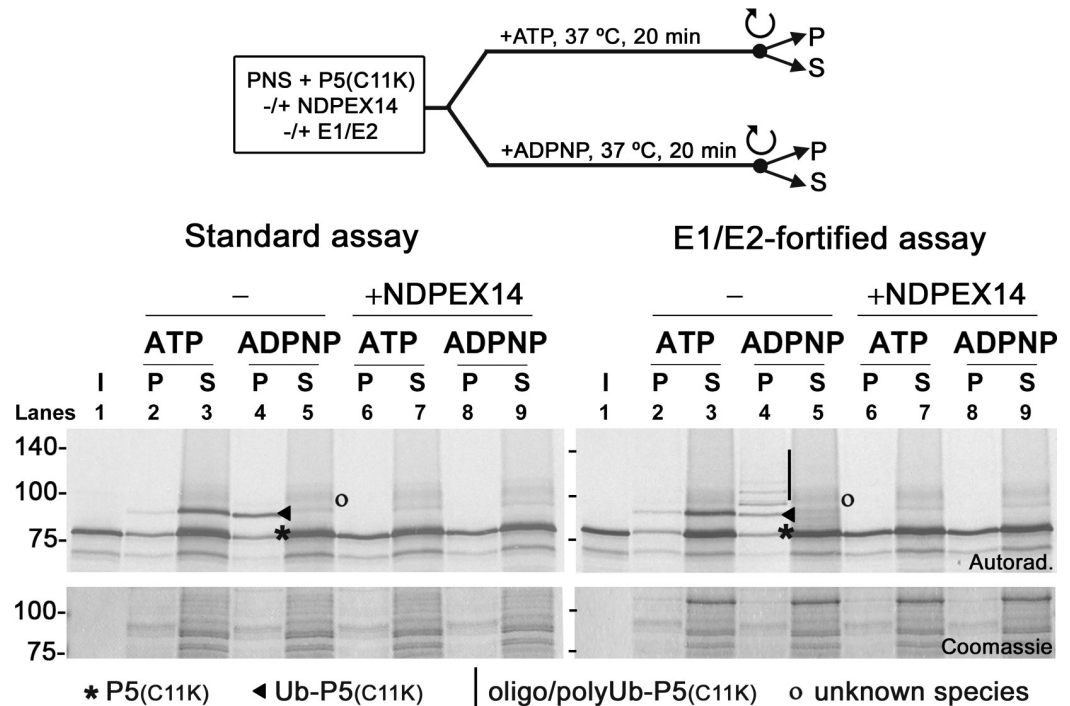 +ATP, 37 ºC, 20 min
P
S
PNS + P5(C11K)
-/+ NDPEX14
-/+ E1/E2
+ADPNP, 37 ºC, 20 min
P
S
Standard assay
E1/E2-fortified assay
– +NDPEX14 – +NDPEX14
ATP ADPNP ATP ADPNP ATP ADPNP ATP ADPNP
I P S P S P S P S I P S P S P S P S
Lanes 1 2 3 4 5 6 7 8 9 1 2 3 4 5 6 7 8 9
140-
100-
o o
* *
75-
Autorad.
100-
75-
Coomassie
* P5(C11K) ◄ Ub-P5(C11K) | oligo/polyUb-P5(C11K) o unknown species